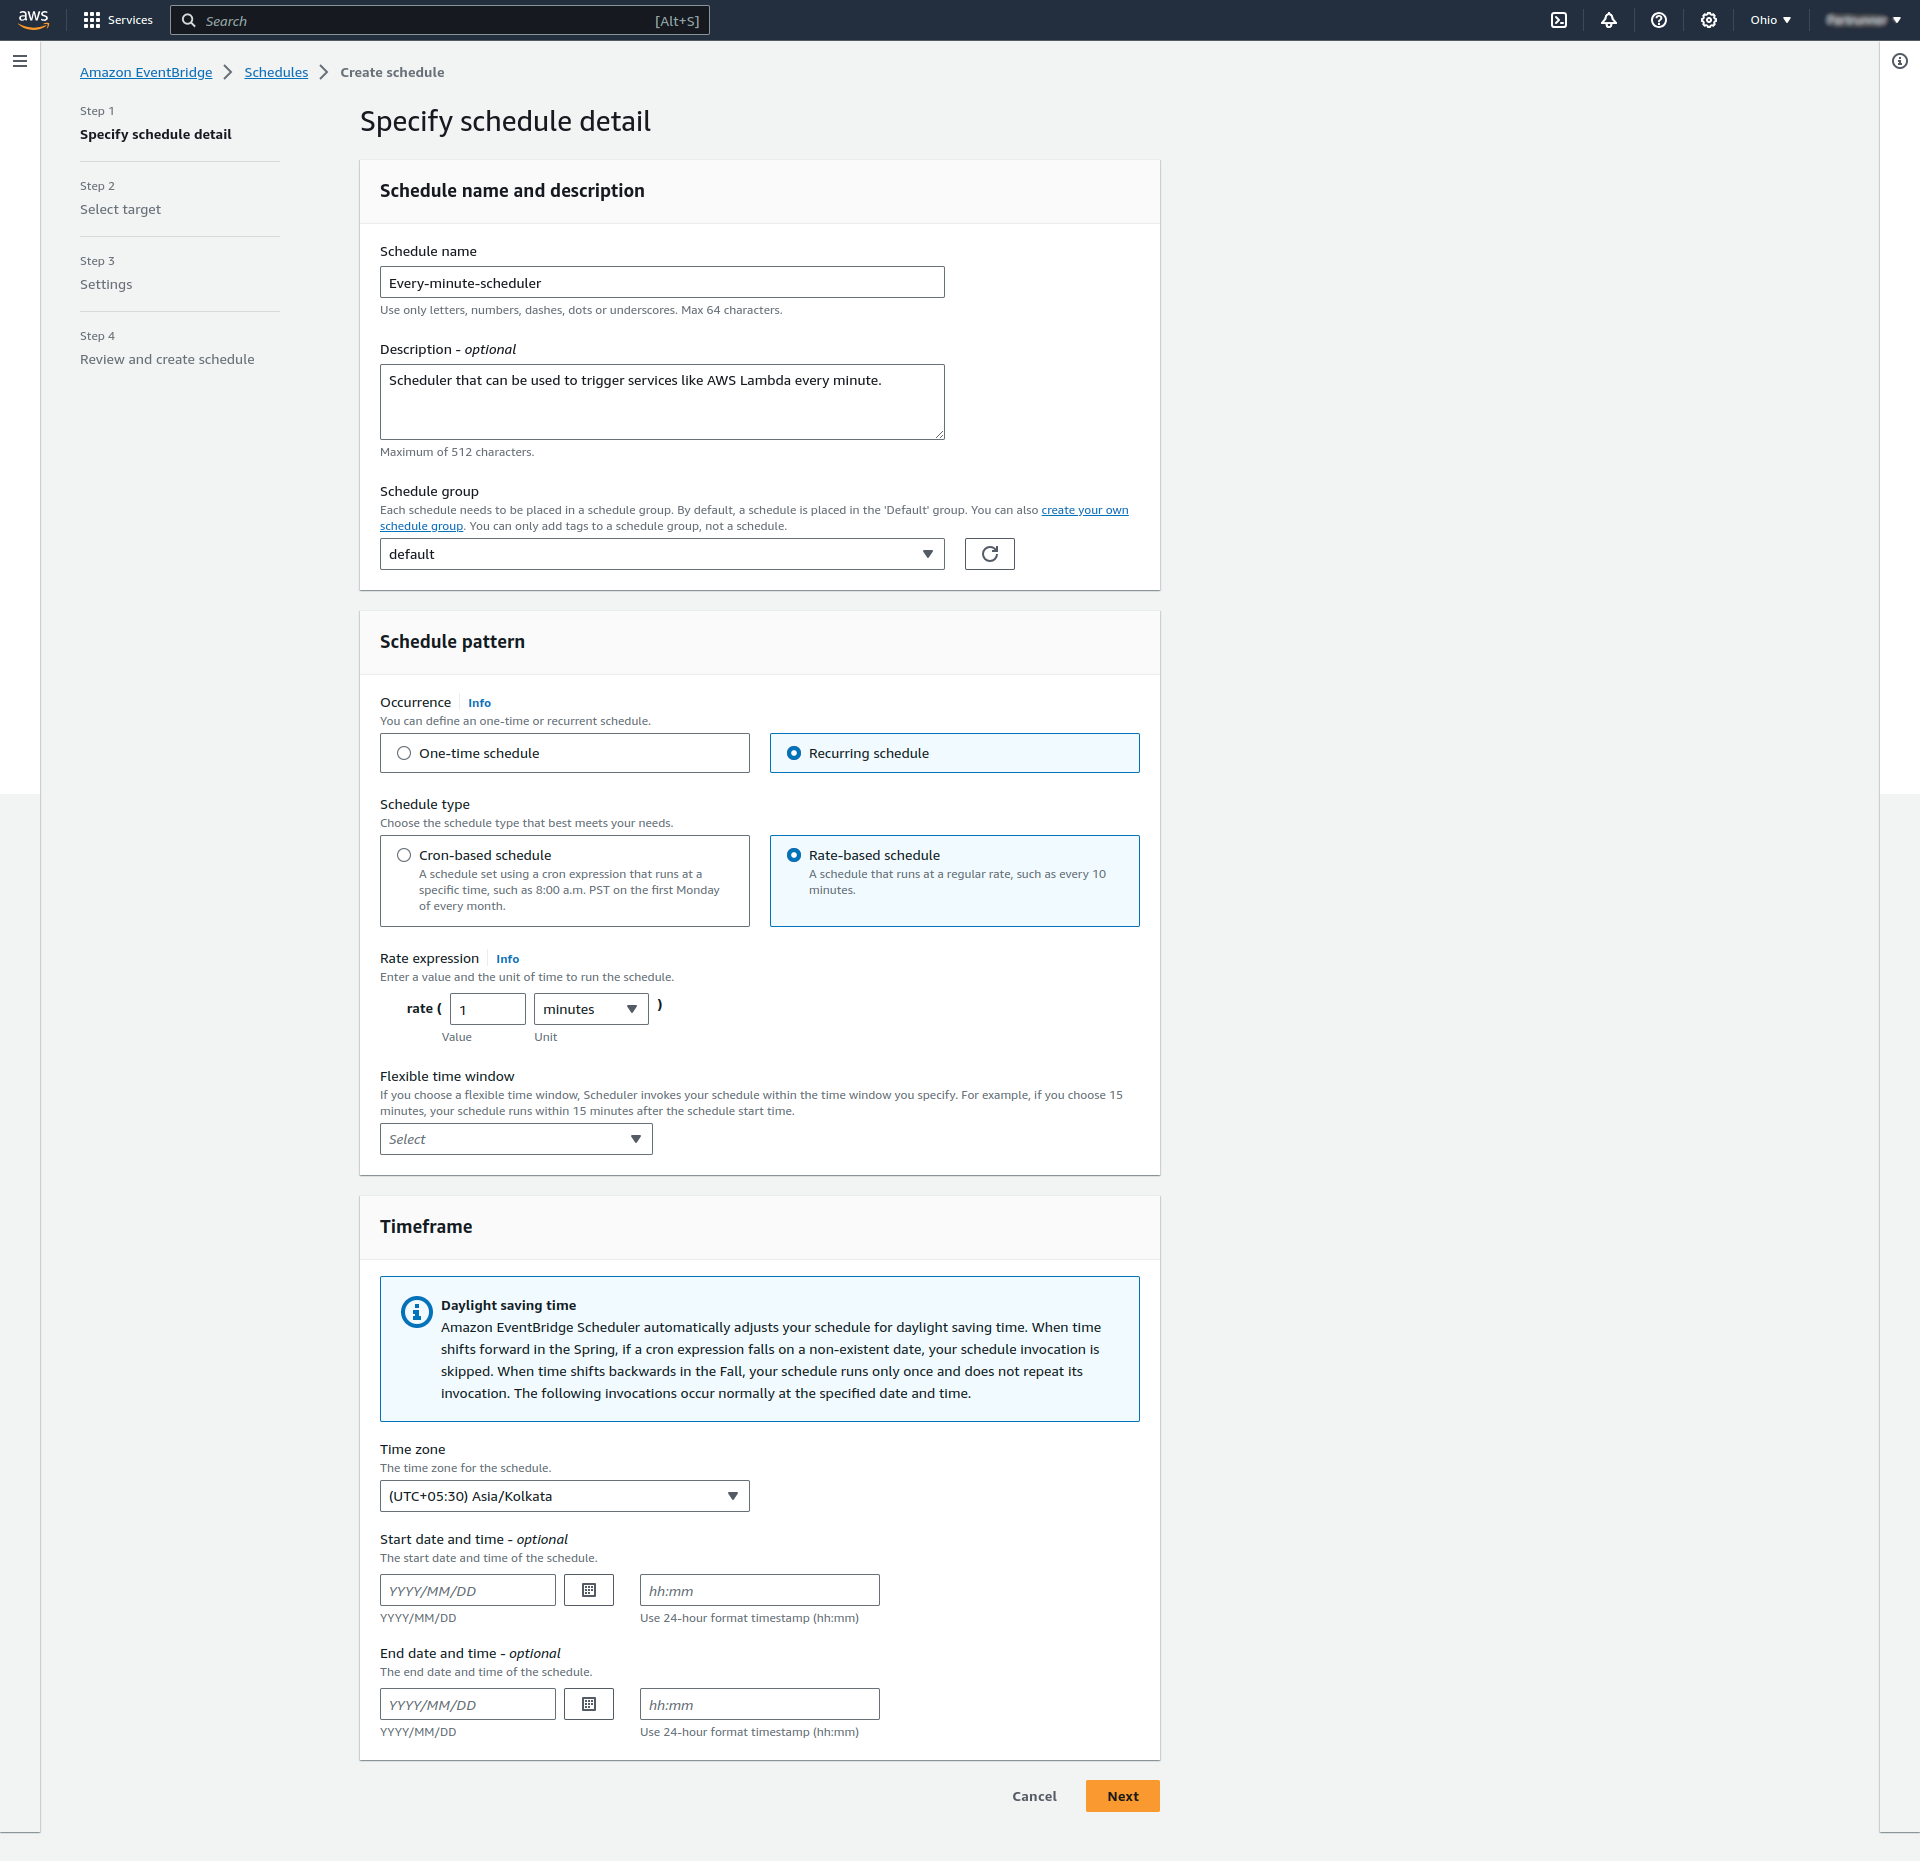 aws
Services
Search
[Alt+S]
Ohio
Amazon EventBridge
Schedules
Create schedule
Step 1
Specify schedule detail
Step 2
Select target
Step 3
Settings
Step 4
Review and create schedule
Specify schedule detail
Schedule name and description
Schedule name
Every-minute-scheduler
Use only letters, numbers, dashes, dots or underscores. Max 64 characters.
Description - optional
Scheduler that can be used to trigger services like AWS Lambda every minute.
Maximum of 512 characters.
Schedule group
Each schedule needs to be placed in a schedule group. By default, a schedule is placed in the 'Default' group. You can also create your own
schedule group. You can only add tags to a schedule group, not a schedule.
default
Schedule pattern
Occurrence
Info
You can define an one-time or recurrent schedule.
One-time schedule
Recurring schedule
Schedule type
Choose the schedule type that best meets your needs.
Cron-based schedule
A schedule set using a cron expression that runs at a
specific time, such as 8:00 a.m. PST on the first Monday
of every month.
Rate-based schedule
A schedule that runs at a regular rate, such as every 10
minutes.
Rate expression
Info
Enter a value and the unit of time to run the schedule.
rate ( 1 minutes )
Value
Unit
Flexible time window
If you choose a flexible time window, Scheduler invokes your schedule within the time window you specify. For example, if you choose 15
minutes, your schedule runs within 15 minutes after the schedule start time.
Select
Timeframe
Daylight saving time
Amazon EventBridge Scheduler automatically adjusts your schedule for daylight saving time. When time
shifts forward in the Spring, if a cron expression falls on a non-existent date, your schedule invocation is
skipped. When time shifts backwards in the Fall, your schedule runs only once and does not repeat its
invocation. The following invocations occur normally at the specified date and time.
Time zone
The time zone for the schedule.
(UTC+05:30) Asia/Kolkata
Start date and time - optional
The start date and time of the schedule.
YYYY/MM/DD
hh:mm
YYYY/MM/DD
Use 24-hour format timestamp (hh:mm)
End date and time - optional
The end date and time of the schedule.
YYYY/MM/DD
hh:mm
YYYY/MM/DD
Use 24-hour format timestamp (hh:mm)
Cancel
Next